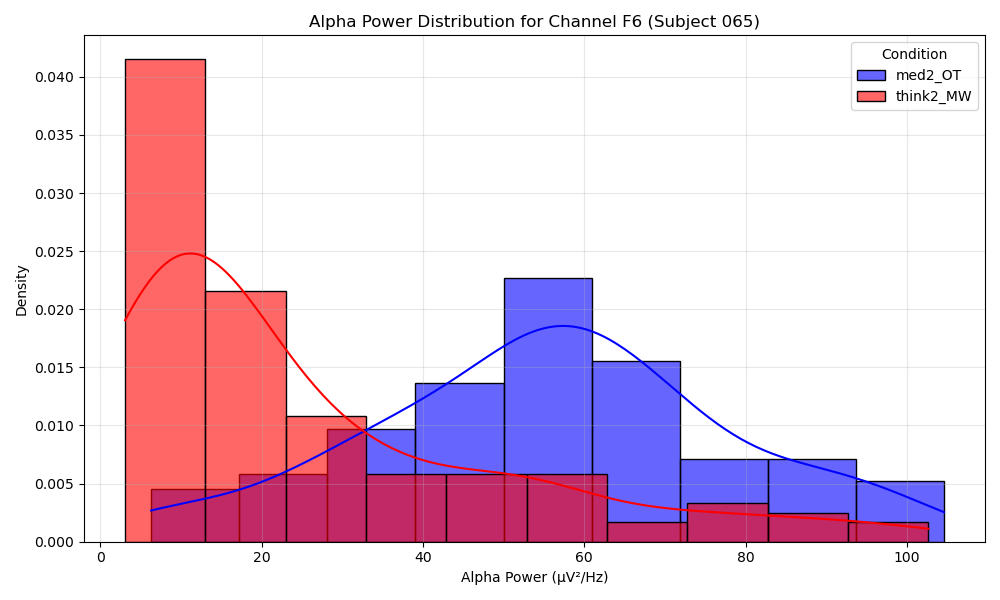 Alpha Power Distribution for Channel F6 (Subject 065)
Density
0.040
0.035
0.030
0.025
0.020
0.015
0.010
0.005
0.000
Condition
med2_OT
think2_MW
0
20
40
60
80
100
Alpha Power (µV²/Hz)